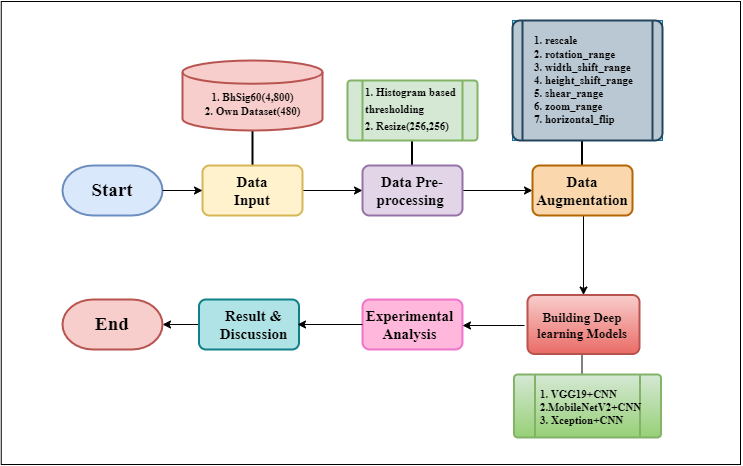 1. BhSig60(4,800)
2. Own Dataset(480)
1. Histogram based
thresholding
2. Resize(256,256)
1. rescale
2. rotation_range
3. width_shift_range
4. height_shift_range
5. shear_range
6. zoom_range
7. horizontal_flip
Start
Data
Input
Data Pre-
processing
Data
Augmentation
End
Result &
Discussion
Experimental
Analysis
Building Deep
learning Models
1. VGG19+CNN
2.MobileNetV2+CNN
3. Xception+CNN